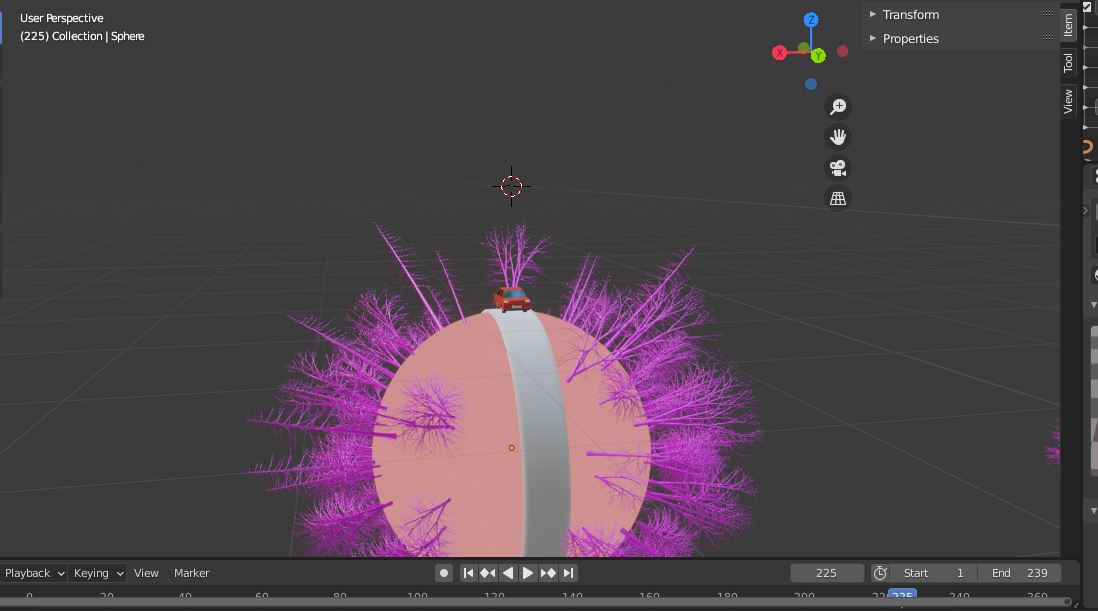 User Perspective
(225) Collection | Sphere
Transform
Properties
Item
Tool
View
Z
X
Y
Playback
Keying
View
Marker
225
Start 1
End 239
0 20 40 60 80 100 120 140 160 180 200 225 240 260